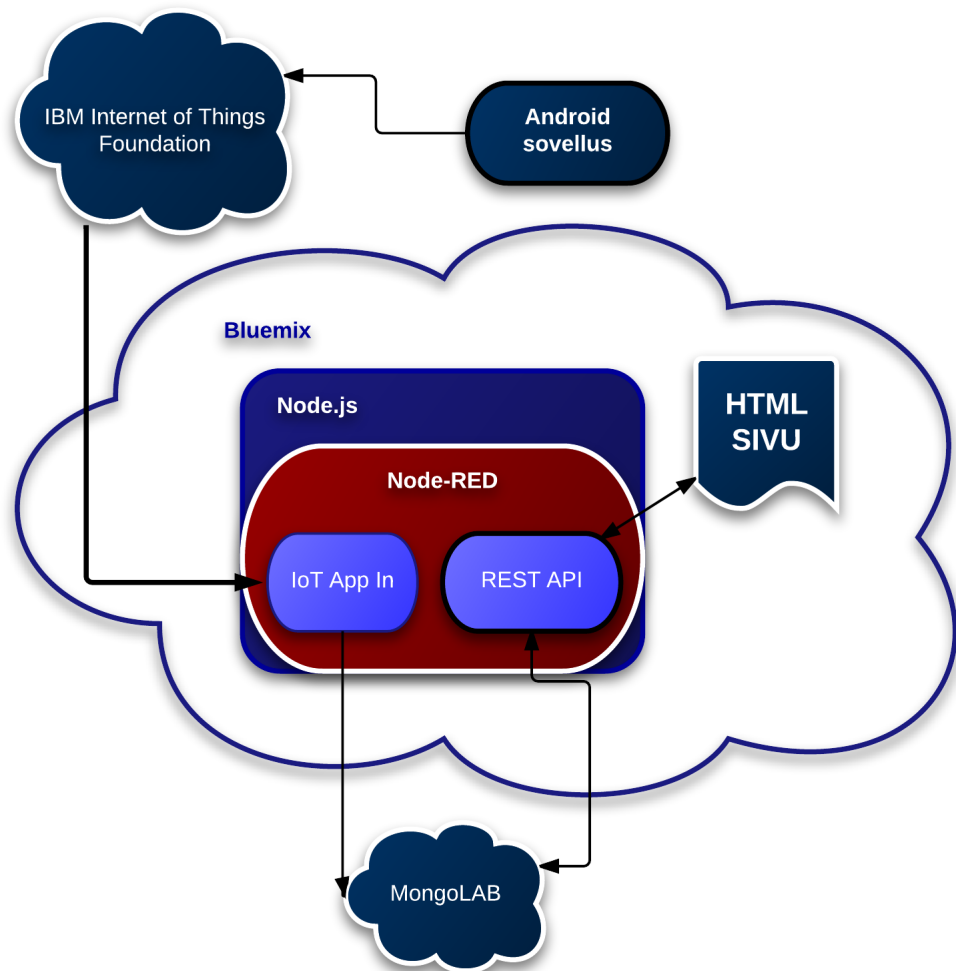 IBM Internet of Things
Foundation
Android
sovellus
Bluemix
Node.js
HTML
SIVU
Node-RED
IoT App In
REST API
MongoLAB